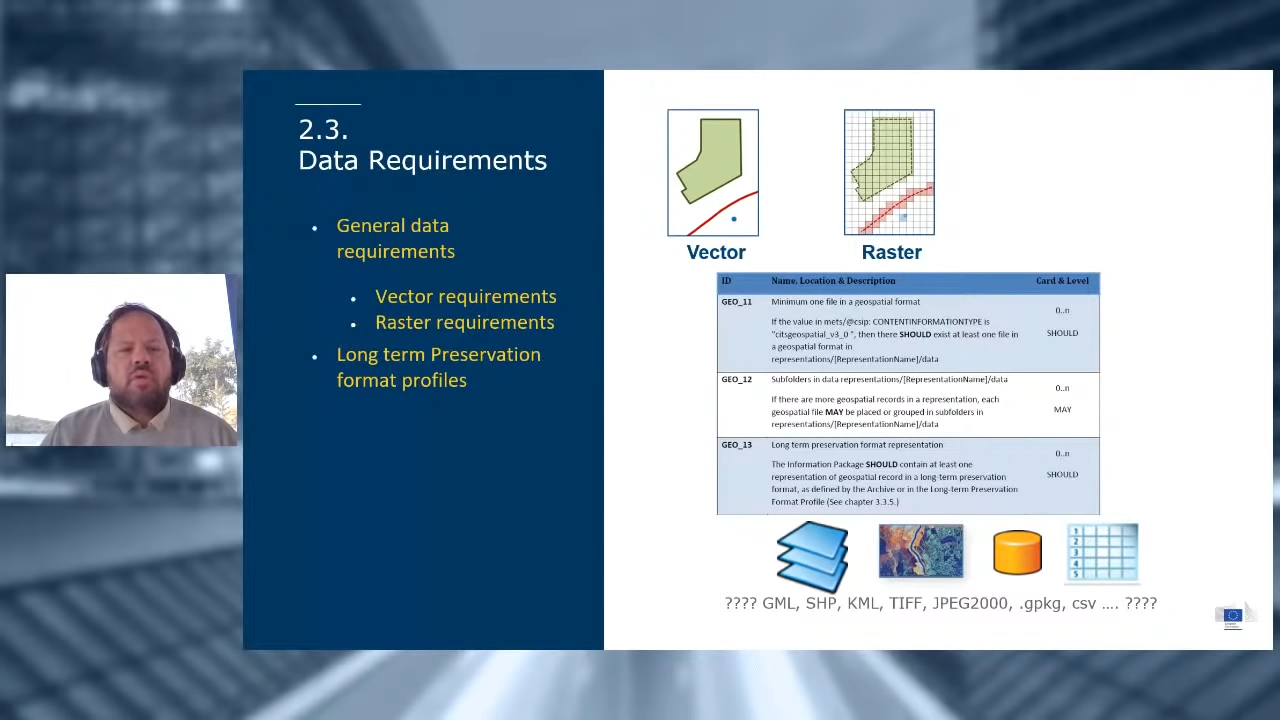 2.3.
Data Requirements
General data
requirements
Vector requirements
Raster requirements
Long term Preservation
format profiles
Vector
Raster
ID Name, Location & Description Card & Level
GEO_11 Minimum one file in a geospatial format
0..n
If the value in mets/@csip: CONTENTINFORMATIONTYPE is
"citsgeospatial_v3_0 ", then there SHOULD exist at least one file in
a geospatial format in
representations/[RepresentationName]/data
SHOULD
GEO_12 Subfolders in data representations/[RepresentationName]/data
0..n
If there are more geospatial records in a representation, each
geospatial file MAY be placed or grouped in subfolders in
representations/[RepresentationName]/data
MAY
GEO_13 Long term preservation format representation
0..n
The Information Package SHOULD contain at least one
representation of geospatial record in a long-term preservation
format, as defined by the Archive or in the Long-term Preservation
Format Profile (See chapter 3.3.5.)
SHOULD
1
2
3
4
5
???? GML, SHP, KML, TIFF, JPEG2000, .gpkg, csv .... ????